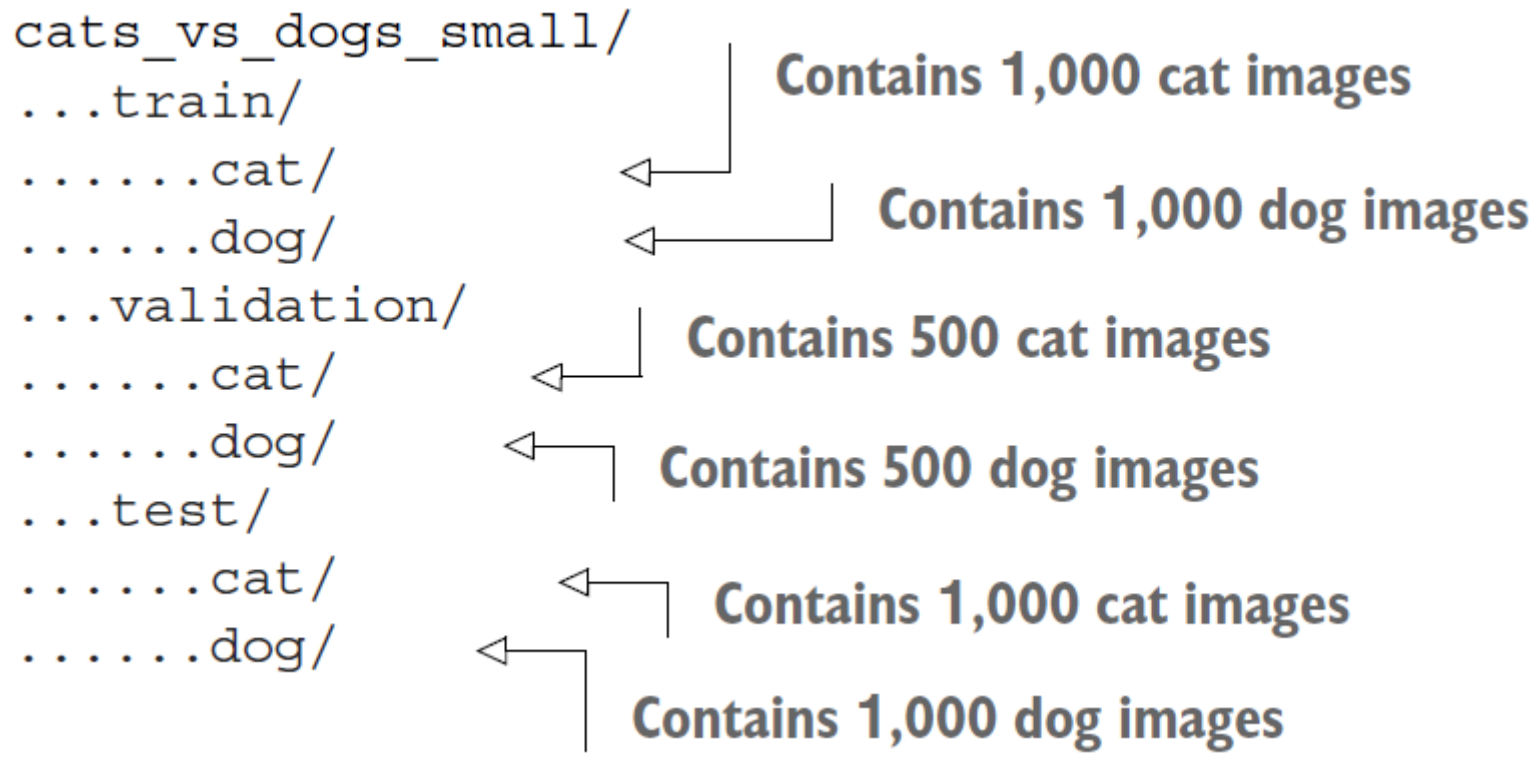 cats_vs_dogs_small/
Contains 1,000 cat images
...train/
......cat/
Contains 1,000 dog images
......dog/
...validation/
Contains 500 cat images
......cat/
......dog/
Contains 500 dog images
...test/
......cat/
Contains 1,000 cat images
......dog/
Contains 1,000 dog images